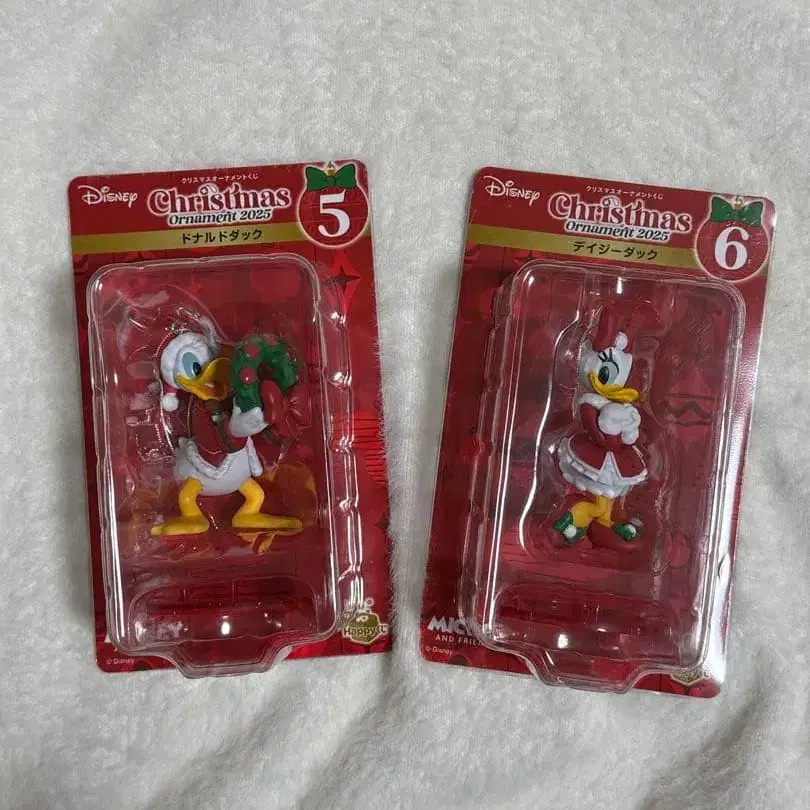 クリスマスオーナメントくじ
Disney
Christmas
Ornament 2025
5
ドナルドダック
Happyくじ
© Disney
クリスマスオーナメントくじ
Disney
Christmas
Ornament 2025
6
デイジーダック
AND
© Disney